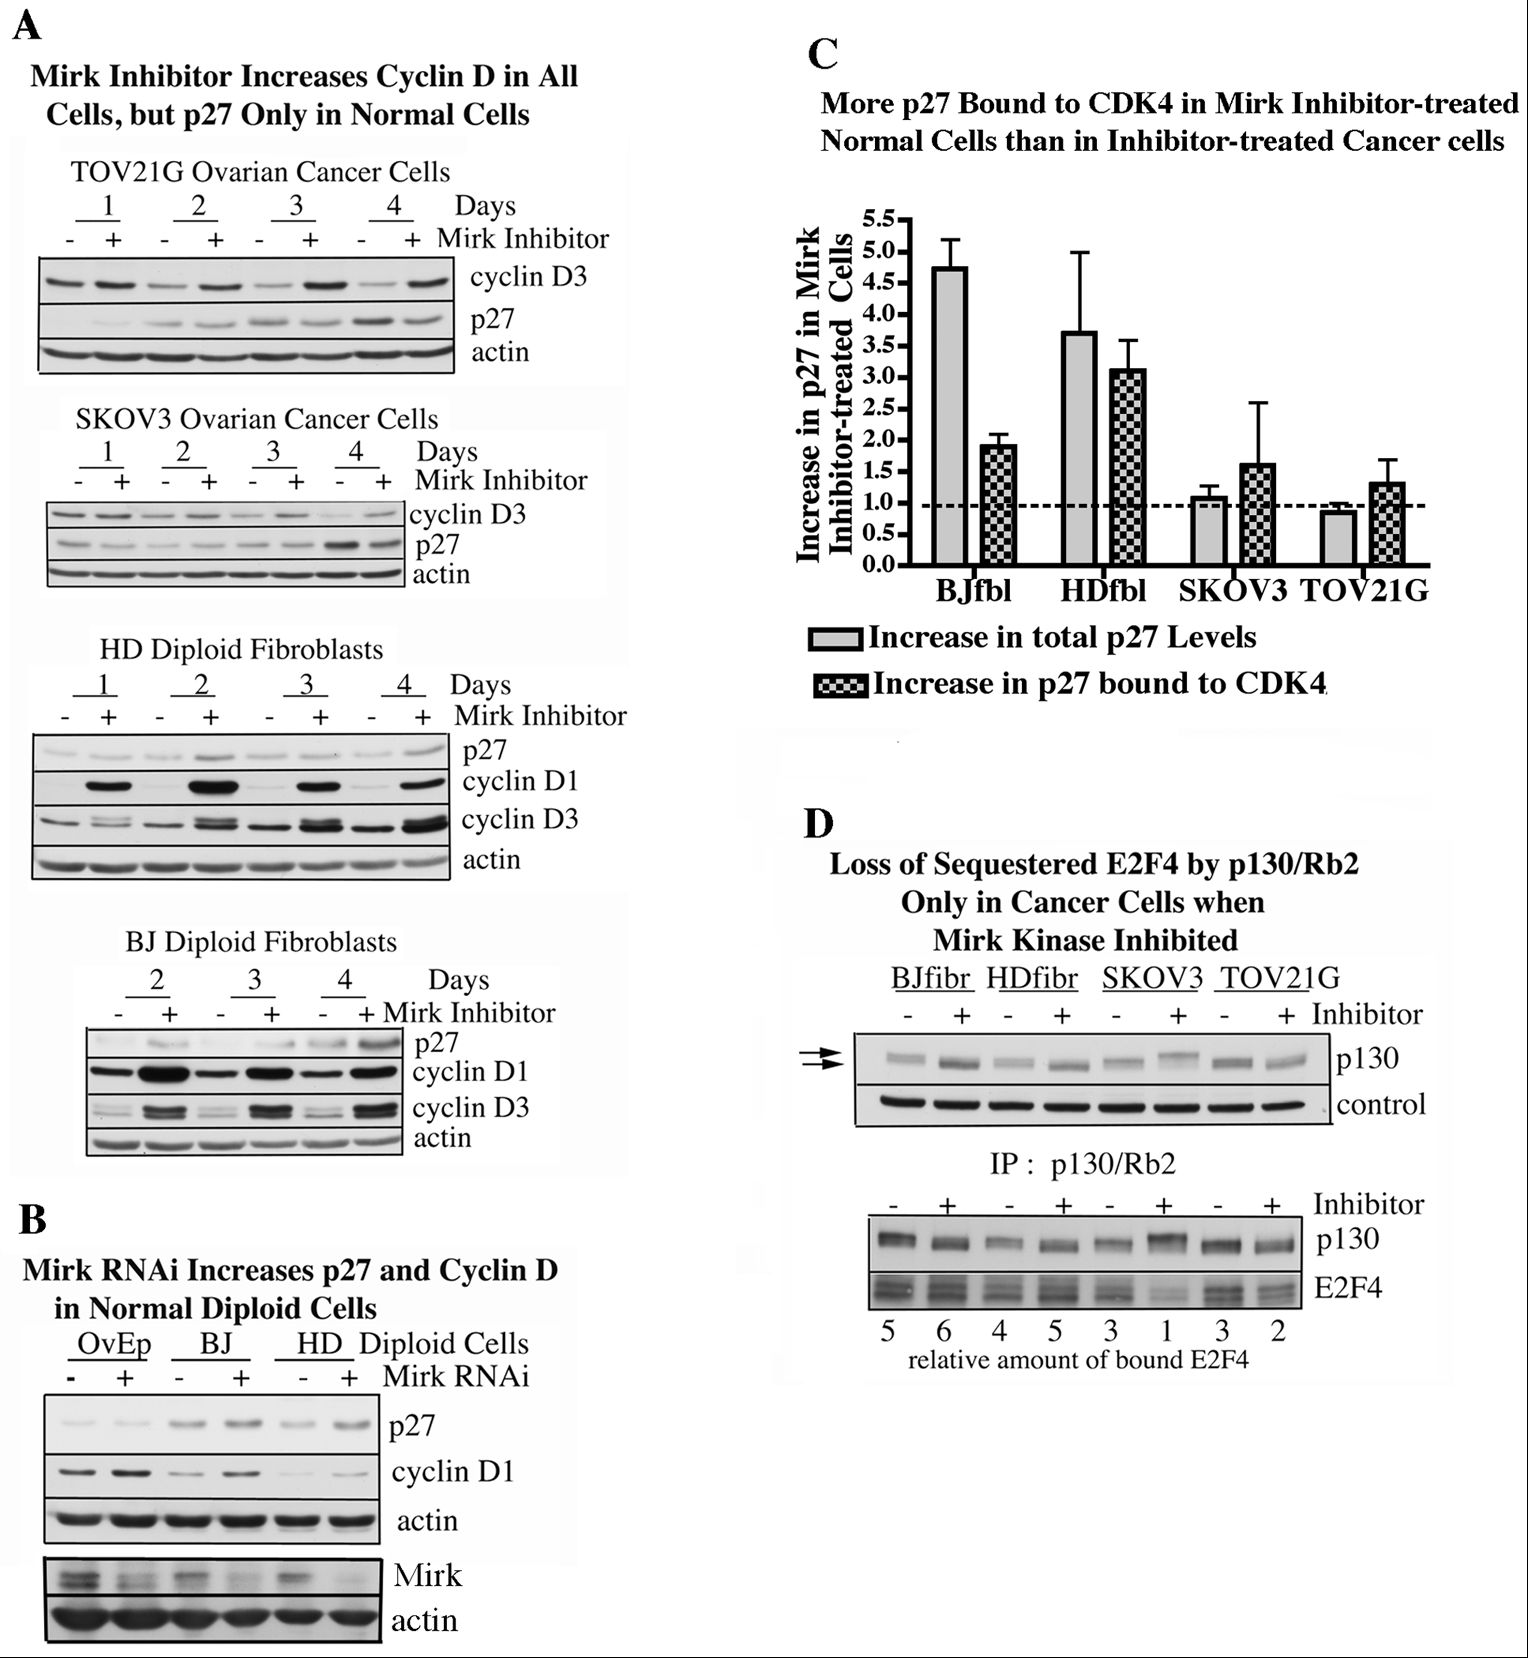 A
Mirk Inhibitor Increases Cyclin D in All
Cells, but p27 Only in Normal Cells
TOV21G Ovarian Cancer Cells
1 2 3 4 Days
- + - + - + - + Mirk Inhibitor
cyclin D3
p27
actin
SKOV3 Ovarian Cancer Cells
1 2 3 4 Days
- + - + - + - + Mirk Inhibitor
cyclin D3
p27
actin
HD Diploid Fibroblasts
1 2 3 4 Days
- + - + - + - + Mirk Inhibitor
p27
cyclin D1
cyclin D3
actin
BJ Diploid Fibroblasts
2 3 4 Days
- + - + - + Mirk Inhibitor
p27
cyclin D1
cyclin D3
actin
B
Mirk RNAi Increases p27 and Cyclin D
in Normal Diploid Cells
OvEp BJ HD Diploid Cells
- + - + - + Mirk RNAi
p27
cyclin D1
actin
Mirk
actin
C
More p27 Bound to CDK4 in Mirk Inhibitor-treated
Normal Cells than in Inhibitor-treated Cancer cells
Increase in p27 in Mirk
Inhibitor-treated Cells
5.5
5.0
4.5
4.0
3.5
3.0
2.5
2.0
1.5
1.0
0.5
0.0
BJfbl HDfbl SKOV3 TOV21G
Increase in total p27 Levels
Increase in p27 bound to CDK4
D
Loss of Sequestered E2F4 by p130/Rb2
Only in Cancer Cells when
Mirk Kinase Inhibited
BJfibr HDfibr SKOV3 TOV21G
- + - + - + - + Inhibitor
p130
control
IP : p130/Rb2
- + - + - + - + Inhibitor
p130
E2F4
5 6 4 5 3 1 3 2
relative amount of bound E2F4